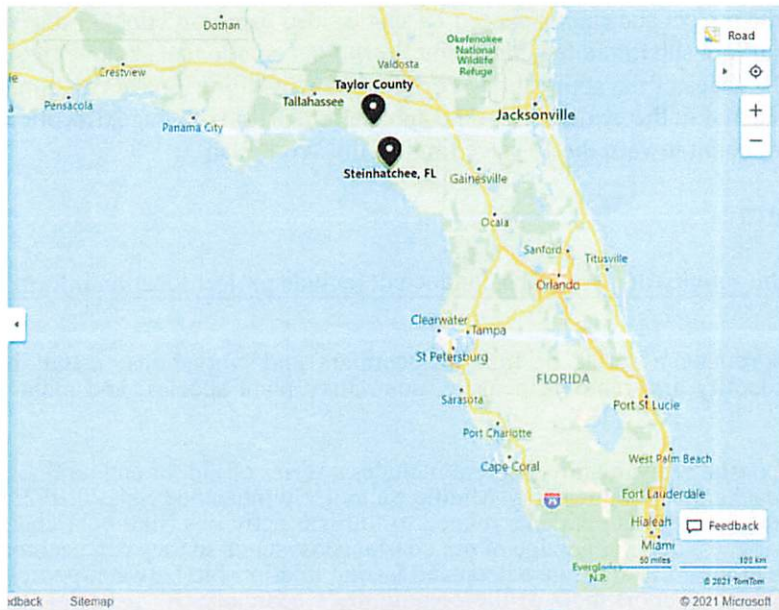 Dothan
Okefenokee
National
Wildlife
Refuge
Road
Valdosta
Crestview
Taylor County
Pensacola
Tallahassee
Jacksonville
Panama City
+
−
Steinhatchee, FL
Gainesville
Ocala
Sanford
Titusville
Orlando
Clearwater
Tampa
St Petersburg
FLORIDA
Sarasota
Port St Lucie
Port Charlotte
West Palm Beach
Cape Coral
75
Fort Lauderdale
Hialeah
Feedback
Miami
50 miles
100 km
Everglades
N.P.
© 2021 TomTom
edback Sitemap
© 2021 Microsoft